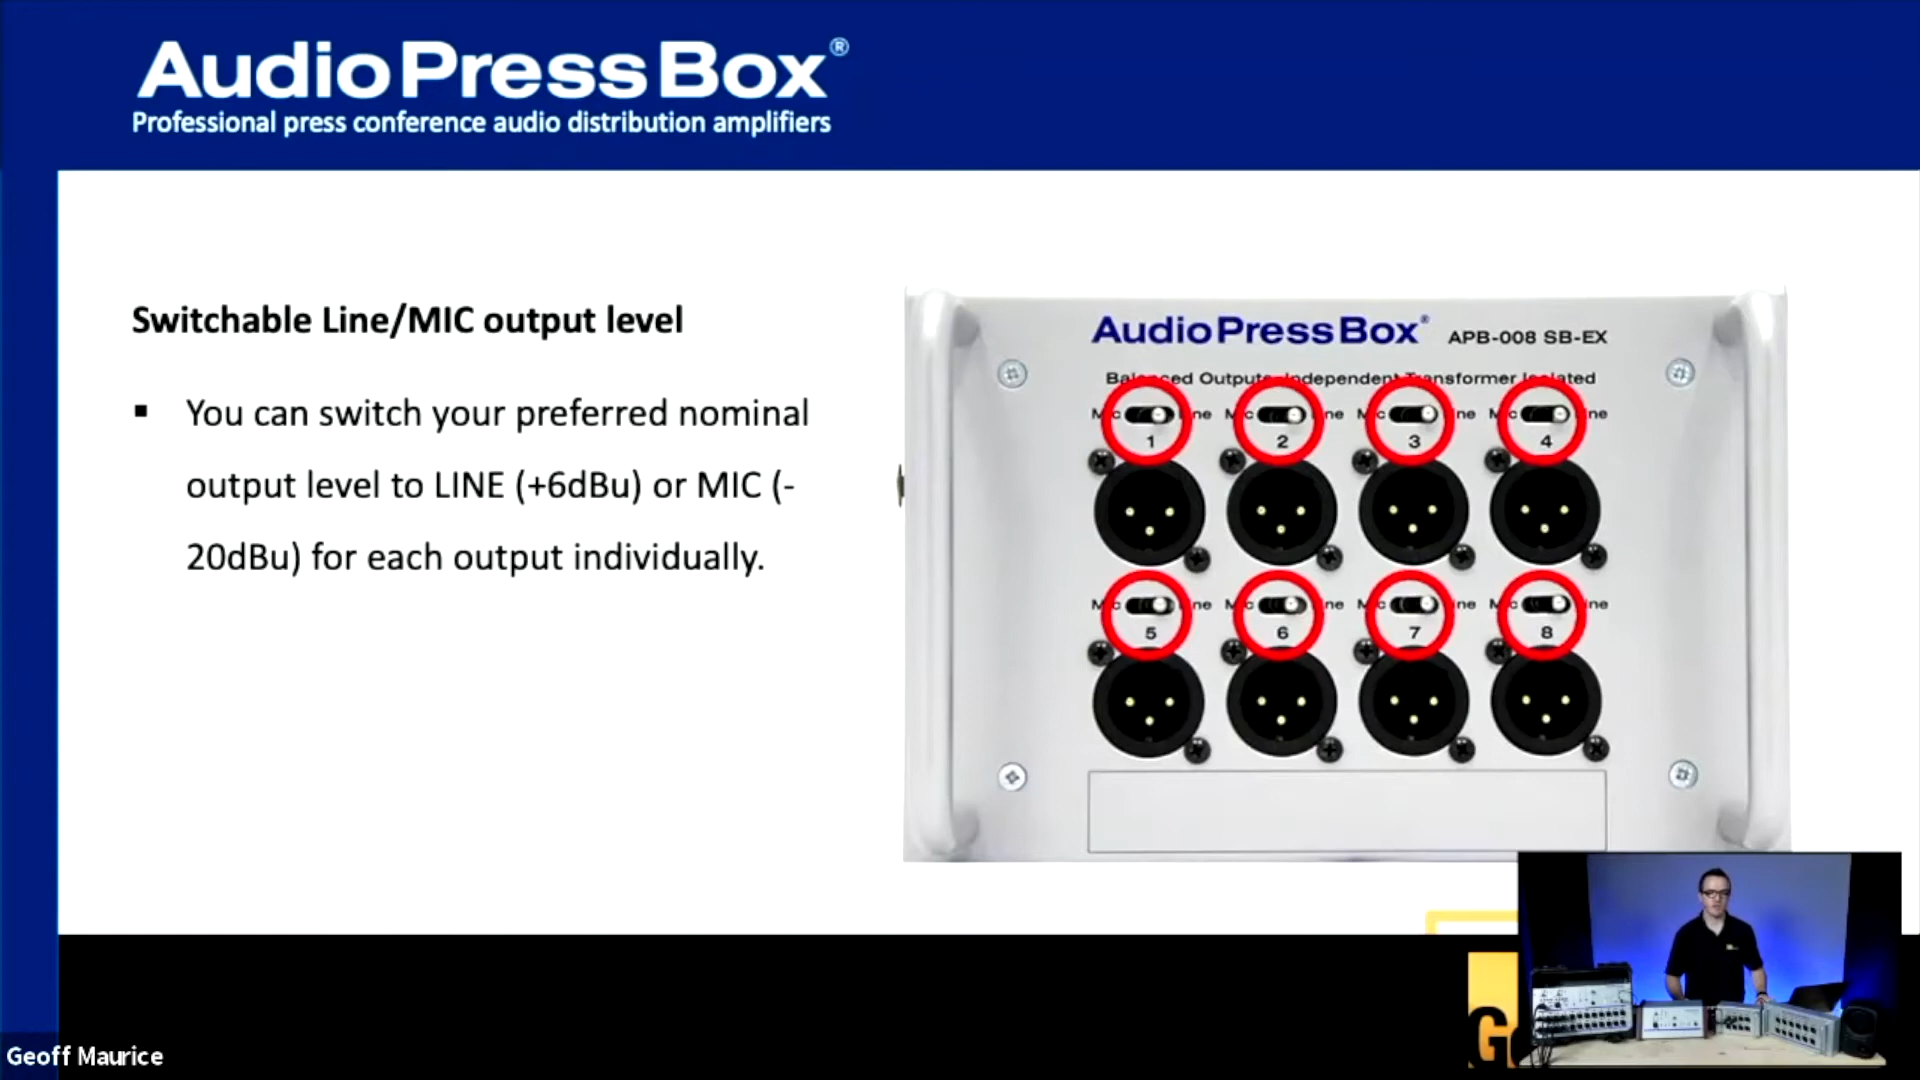 AudioPressBox®
Professional press conference audio distribution amplifiers
Switchable Line/MIC output level
▪ You can switch your preferred nominal
output level to LINE (+6dBu) or MIC (-
20dBu) for each output individually.
AudioPressBox® APB-008 SB-EX
Outputs
1 2 3 4
5 6 7 8
Geoff Maurice